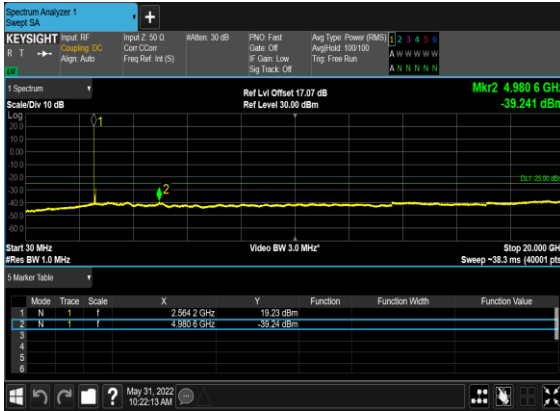 Spectrum Analyzer 1
Swept SA
+
KEYSIGHT Input: RF Input Z: 50 Ω #Atten: 30 dB PNO: Fast Avg Type: Power (RMS) 1 2 3 4 5 6
R T Coupling: DC Corr CCorr Gate: Off Avg|Hold: 100/100 A W W W W W
Align: Auto Freq Ref: Int (S) IF Gain: Low Trig: Free Run
Sig Track: Off A N N N N N
1 Spectrum Ref Lvl Offset 17.07 dB Mkr2 4.980 6 GHz
Scale/Div 10 dB Ref Level 30.00 dBm -39.241 dBm
Log
20.0
10.0
0.00
-10.0
-20.0
-30.0
-40.0
-50.0
-60.0
1
2
DL1 -25.00 dBm
Start 30 MHz Video BW 3.0 MHz* Stop 20.000 GHz
#Res BW 1.0 MHz Sweep ~38.3 ms (40001 pts)
5 Marker Table
Mode Trace Scale X Y Function Function Width Function Value
1 N 1 f 2.564 2 GHz 19.23 dBm
2 N 1 f 4.980 6 GHz -39.24 dBm
3
4
5
6
? May 31, 2022
10:22:13 AM